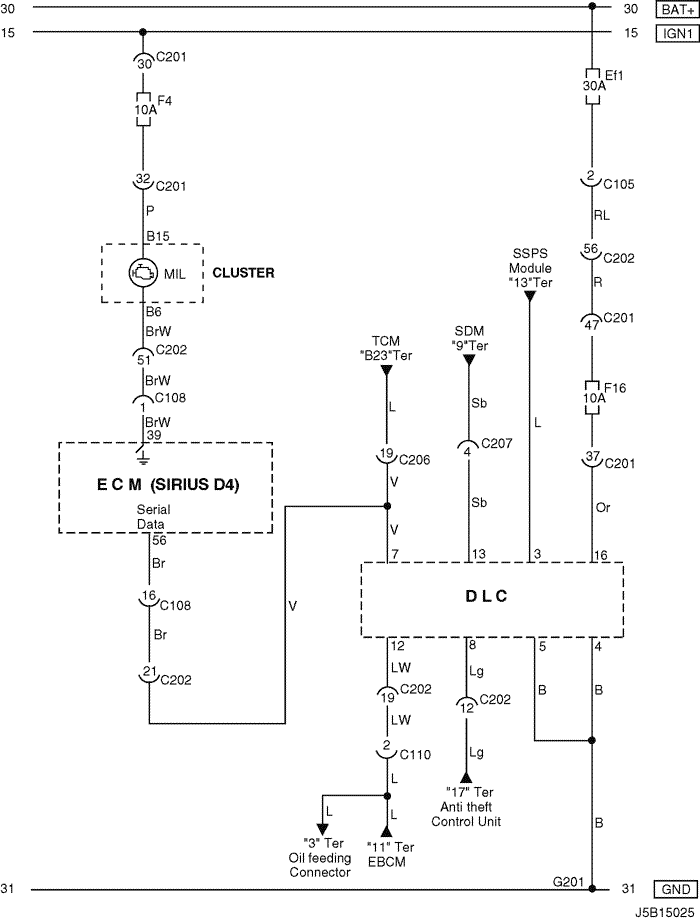 30 30 BAT+
15 15 IGN1
C201
30
Ef1
30A
F4
10A
32
C201
P
B15
MIL
CLUSTER
B6
BrW
C202
51
BrW
C108
1
BrW
39
E C M (SIRIUS D4)
Serial
Data
56
Br
16
C108
Br
21
C202
V
2
C105
RL
56
C202
R
C201
47
F16
10A
37
C201
Or
16
SSPS
Module
"13"Ter
L
3
SDM
"9"Ter
Sb
C207
4
Sb
13
TCM
"B23"Ter
L
19
C206
V
V
7
D L C
12
LW
C202
19
LW
2
C110
L
L
L
"3" Ter
Oil feeding
Connector
"11" Ter
EBCM
8
Lg
C202
12
Lg
"17" Ter
Anti theft
Control Unit
5
B
4
B
B
G201
31 31 GND
J5B15025